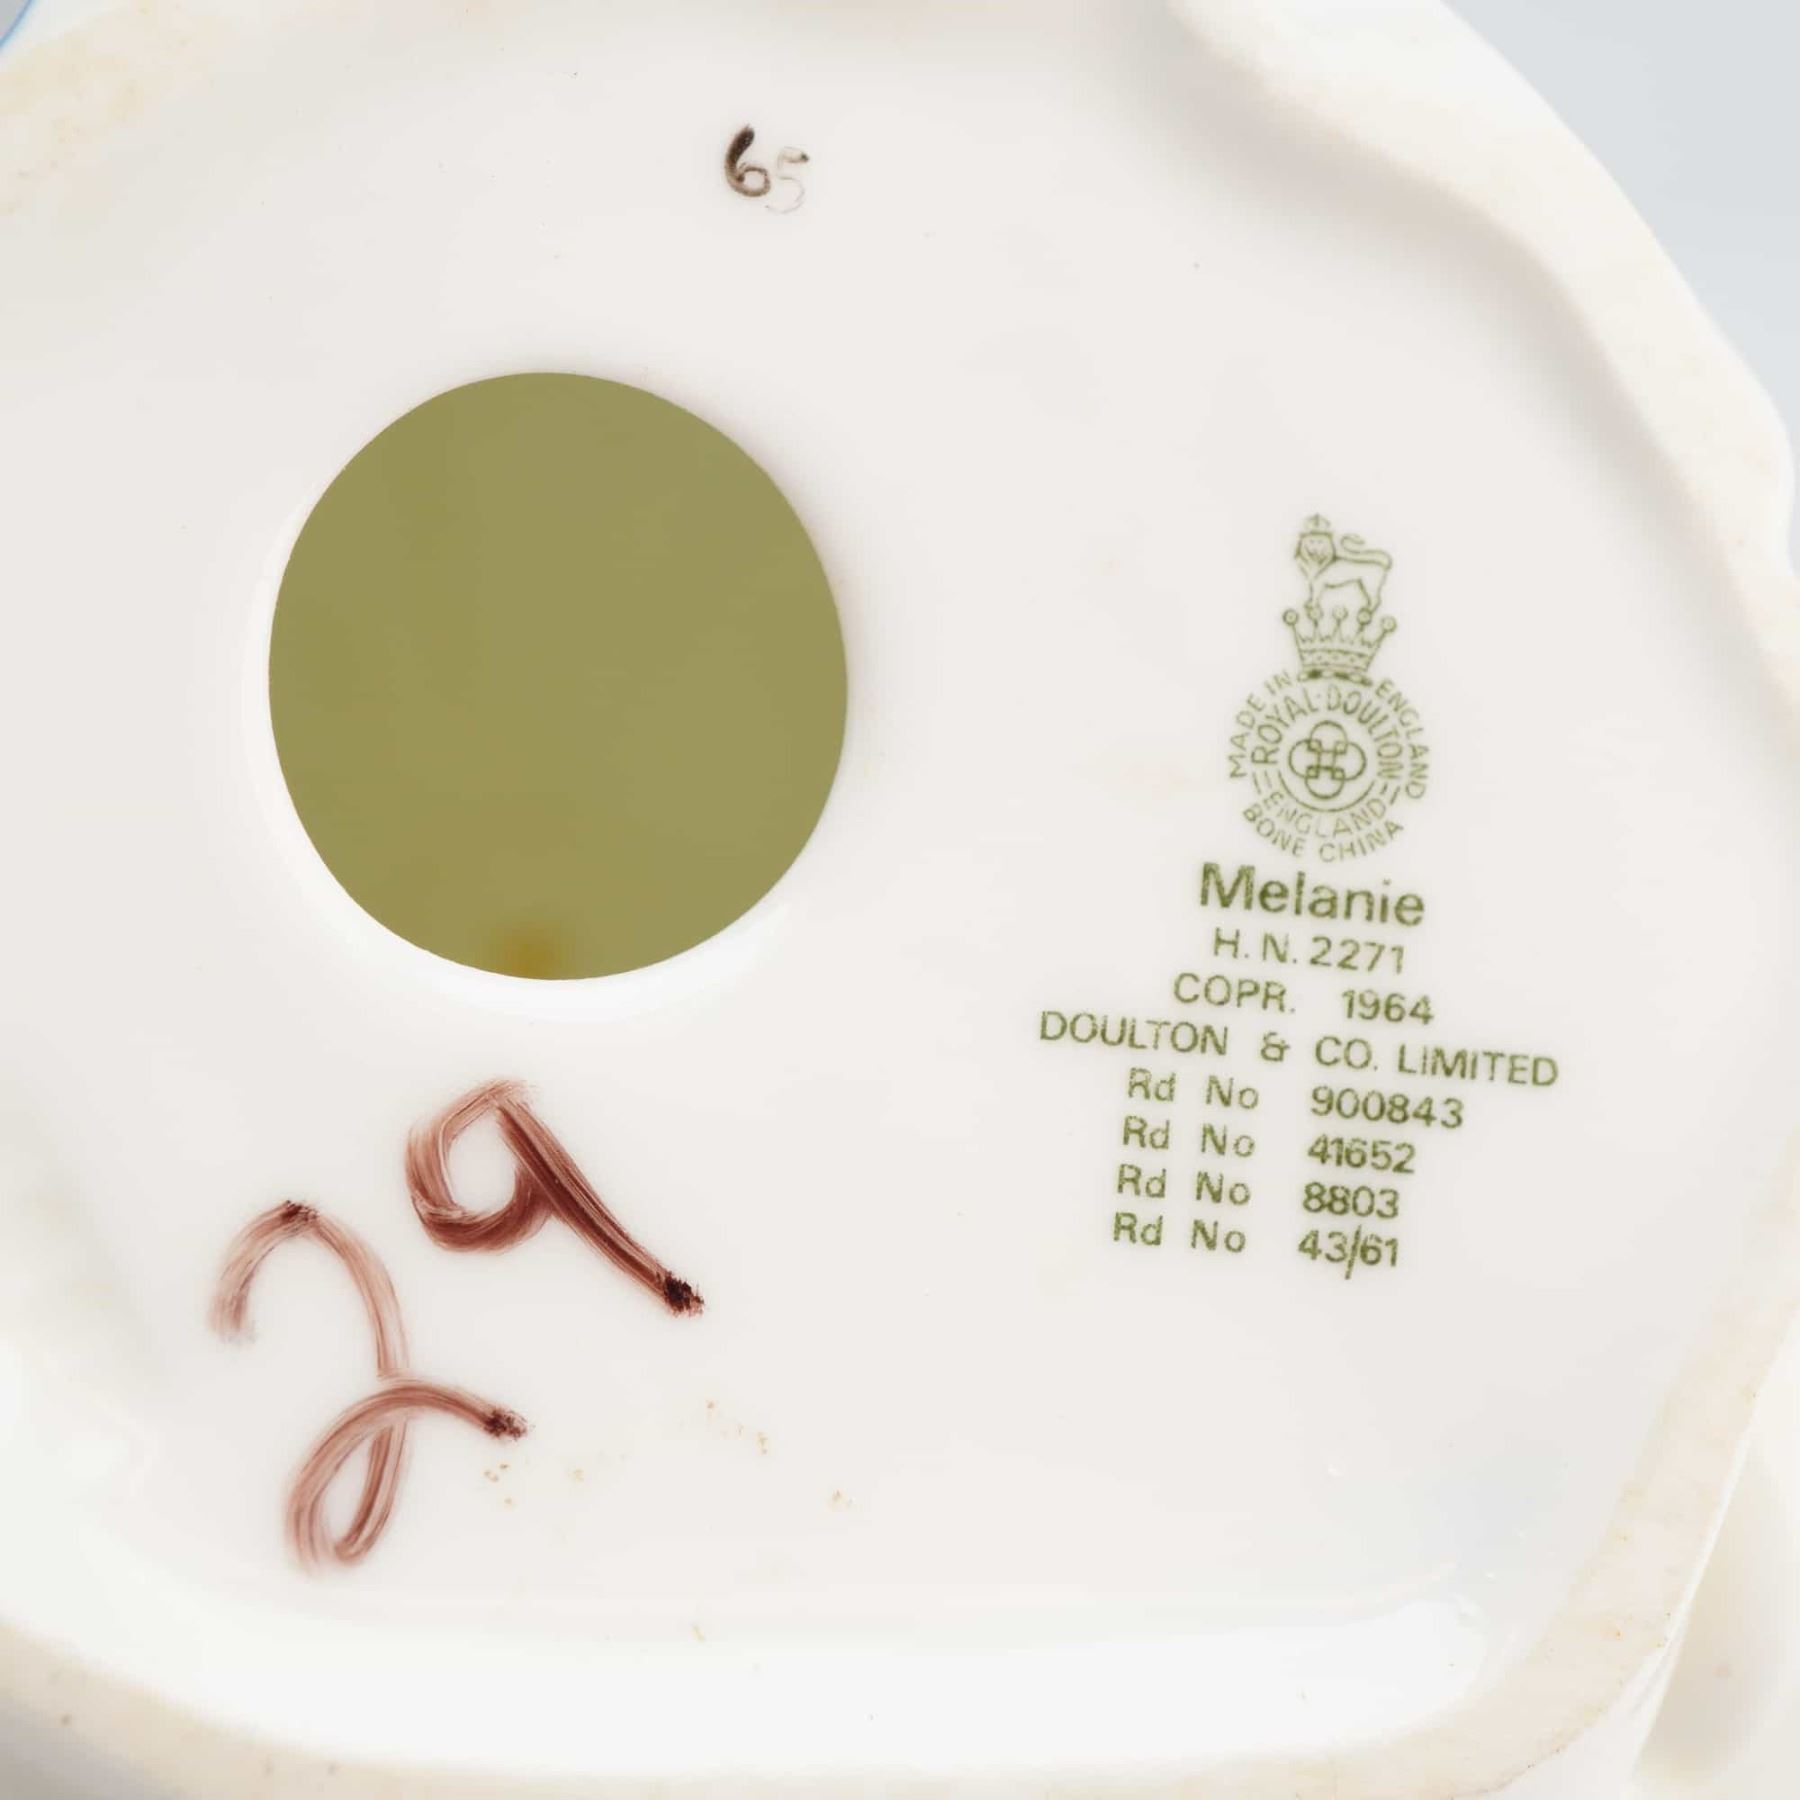 65
MADE IN ENGLAND
ROYAL·DOULTON
ENGLAND
BONE CHINA
Melanie
H.N. 2271
COPR. 1964
DOULTON & CO. LIMITED
Rd No 900843
Rd No 41652
Rd No 8803
Rd No 43/61
29